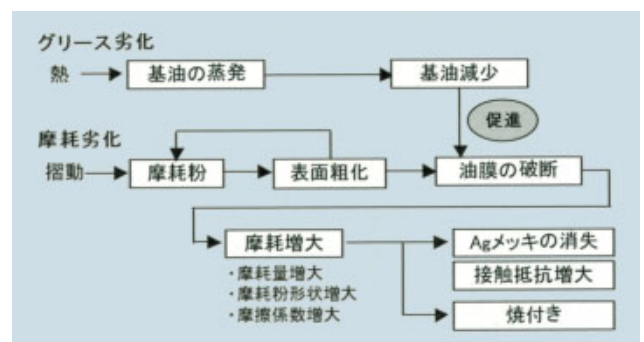 グリース劣化
熱
基油の蒸発
基油減少
促進
摩耗劣化
摺動
摩耗粉
表面粗化
油膜の破断
摩耗増大
・摩耗量増大
・摩耗粉形状増大
・摩擦係数増大
Agメッキの消失
接触抵抗増大
焼付き